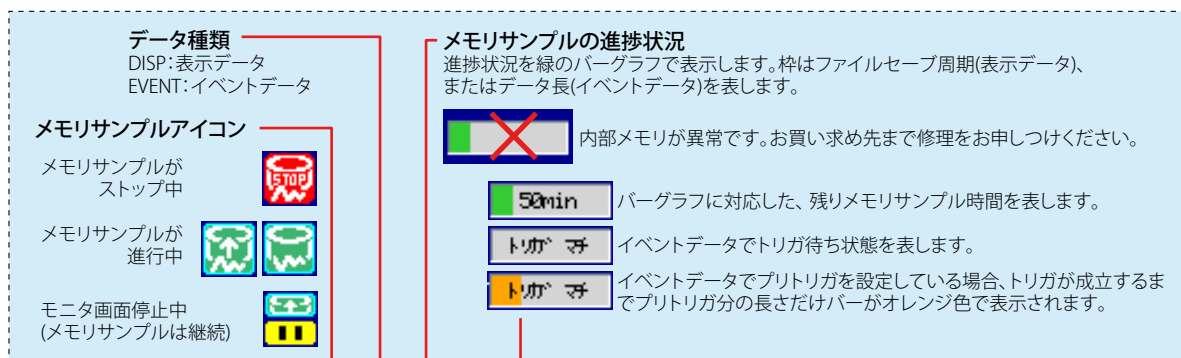 データ種類
DISP：表示データ
EVENT：イベントデータ
メモリサンプルアイコン
メモリサンプルが
ストップ中
STOP
メモリサンプルが
進行中
モニタ画面停止中
(メモリサンプルは継続)
メモリサンプルの進捗状況
進捗状況を緑のバーグラフで表示します。枠はファイルセーブ周期(表示データ)、
またはデータ長(イベントデータ)を表します。
内部メモリが異常です。お買い求め先まで修理をお申しつけください。
50min
バーグラフに対応した、残りメモリサンプル時間を表します。
トリガ マチ
イベントデータでトリガ待ち状態を表します。
トリガ マチ
イベントデータでプリトリガを設定している場合、トリガが成立するま
でプリトリガ分の長さだけバーがオレンジ色で表示されます。